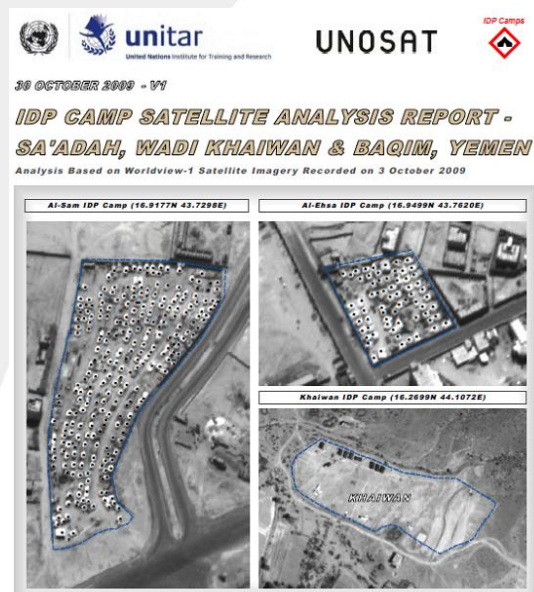 unitar
United Nations Institute for Training and Research
UNOSAT
IDP Camps
30 OCTOBER 2009 - V1
IDP CAMP SATELLITE ANALYSIS REPORT -
SA'ADAH, WADI KHAIWAN & BAQIM, YEMEN
Analysis Based on Worldview-1 Satellite Imagery Recorded on 3 October 2009
Al-Sam IDP Camp (16.9177N 43.7298E)
Al-Ehsa IDP Camp (16.9499N 43.7620E)
Khaiwan IDP Camp (16.2699N 44.1072E)
KHAIWAN